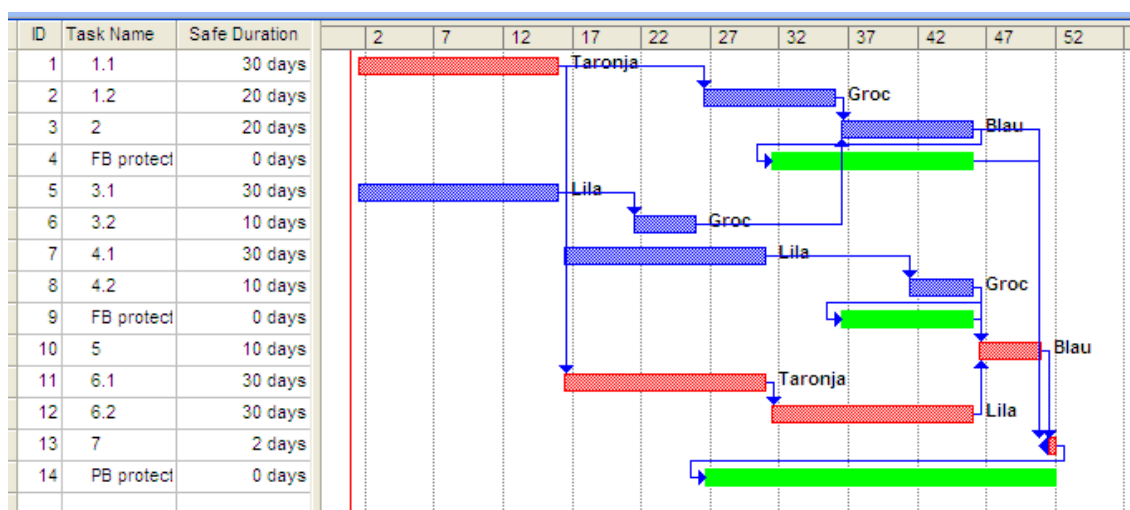 ID Task Name Safe Duration 2 7 12 17 22 27 32 37 42 47 52
1 1.1 30 days Taronja
2 1.2 20 days Groc
3 2 20 days Blau
4 FB protect 0 days
5 3.1 30 days Lila
6 3.2 10 days Groc
7 4.1 30 days Lila
8 4.2 10 days Groc
9 FB protect 0 days
10 5 10 days Blau
11 6.1 30 days Taronja
12 6.2 30 days Lila
13 7 2 days
14 PB protect 0 days